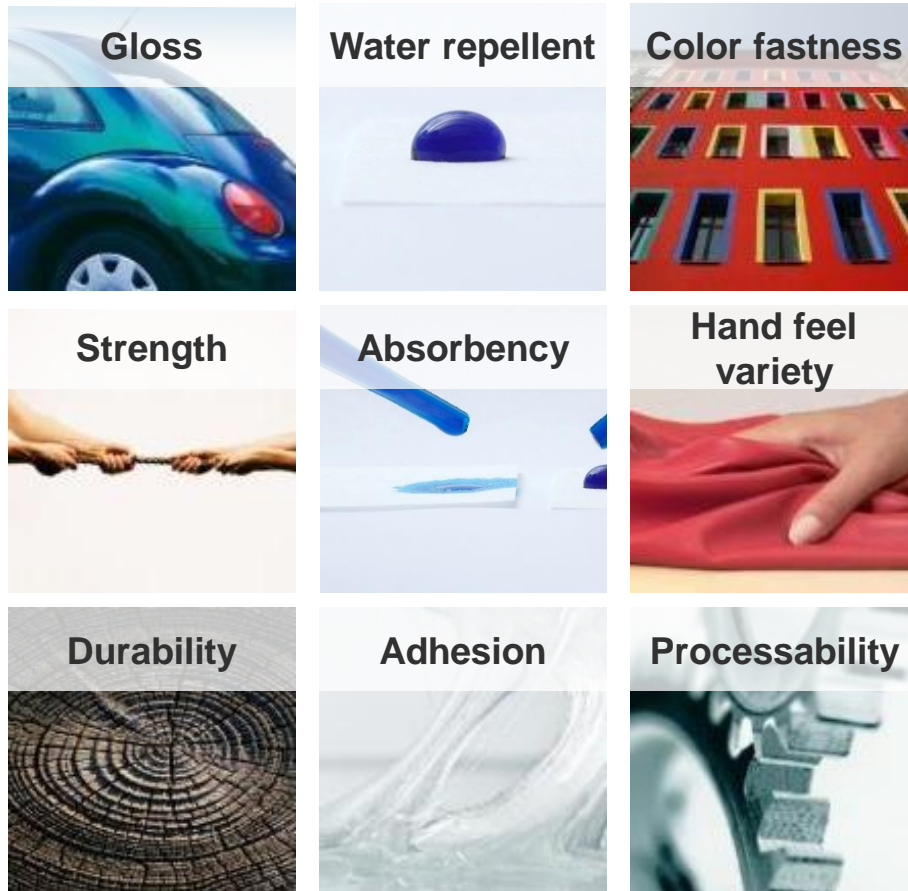 Gloss
Water repellent
Color fastness
Strength
Absorbency
Hand feel
variety
Durability
Adhesion
Processability